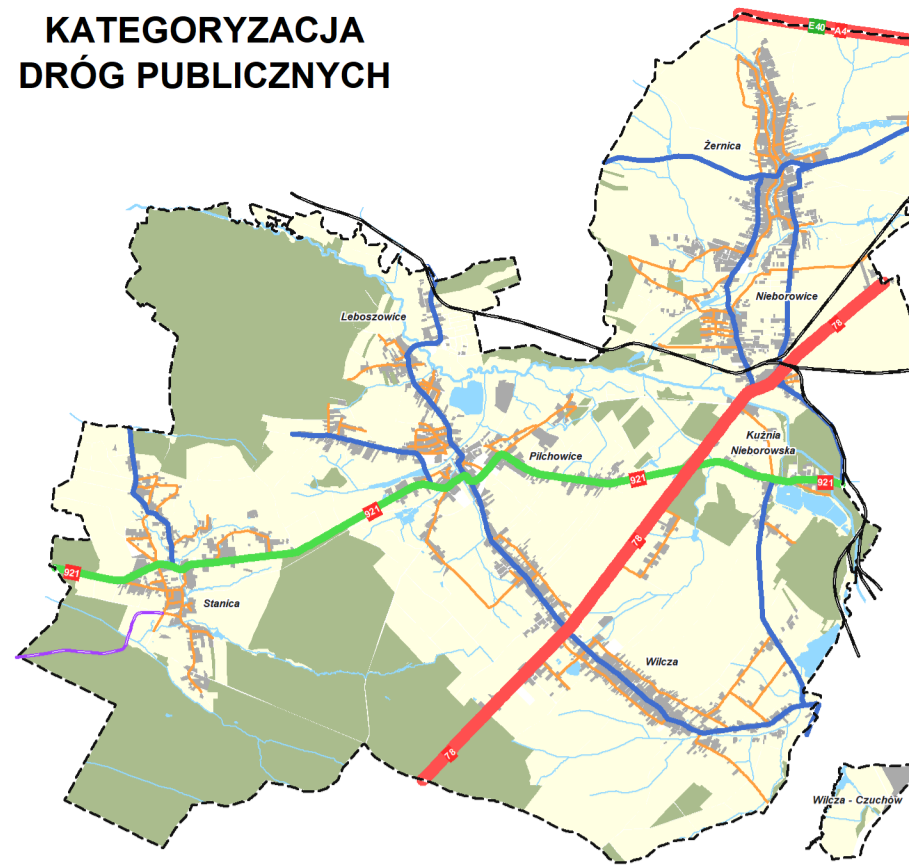 KATEGORYZACJA
DRÓG PUBLICZNYCH
E40 A4
Żernica
Nieborowice
Leboszowice
78
Kuźnia
Nieborowska
Pilchowice
921
921
921
78
921
Stanica
Wilcza
78
Wilcza - Czuchów